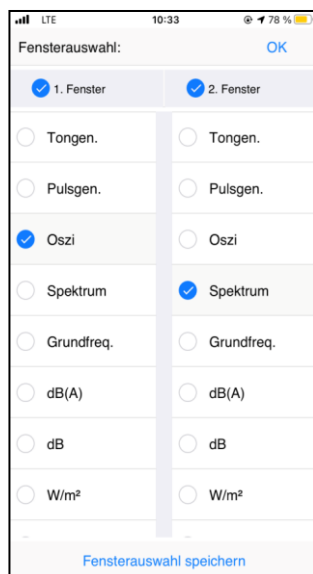 LTE 10:33 78 %
Fensterauswahl: OK
1. Fenster 2. Fenster
Tongen. Tongen.
Pulsgen. Pulsgen.
Oszi Oszi
Spektrum Spektrum
Grundfreq. Grundfreq.
dB(A) dB(A)
dB dB
W/m² W/m²
Fensterauswahl speichern